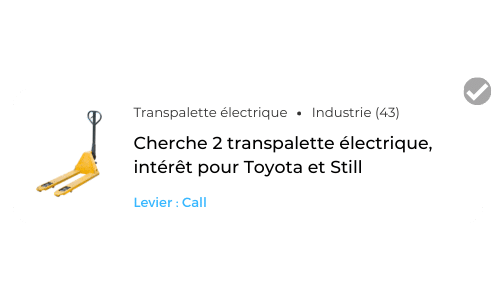 Transpalette électrique • Industrie (43)
Cherche 2 transpalette électrique,
intérêt pour Toyota et Still
Levier : Call